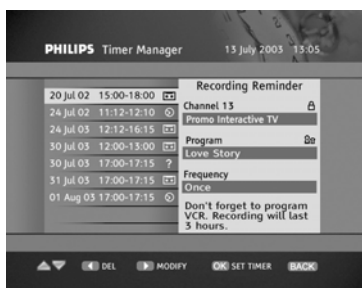 PHILIPS Timer Manager 13 July 2003 13:05
20 Jul 02 15:00-18:00
24 Jul 02 11:12-12:10
24 Jul 03 12:12-16:15
30 Jul 03 12:00-13:00
30 Jul 03 17:00-17:15 ?
31 Jul 03 17:00-17:15
01 Aug 03 17:00-17:15
Recording Reminder
Channel 13
Promo Interactive TV
Program
Love Story
Frequency
Once
Don't forget to program
VCR. Recording will last
3 hours.
DEL MODIFY OK SET TIMER BACK